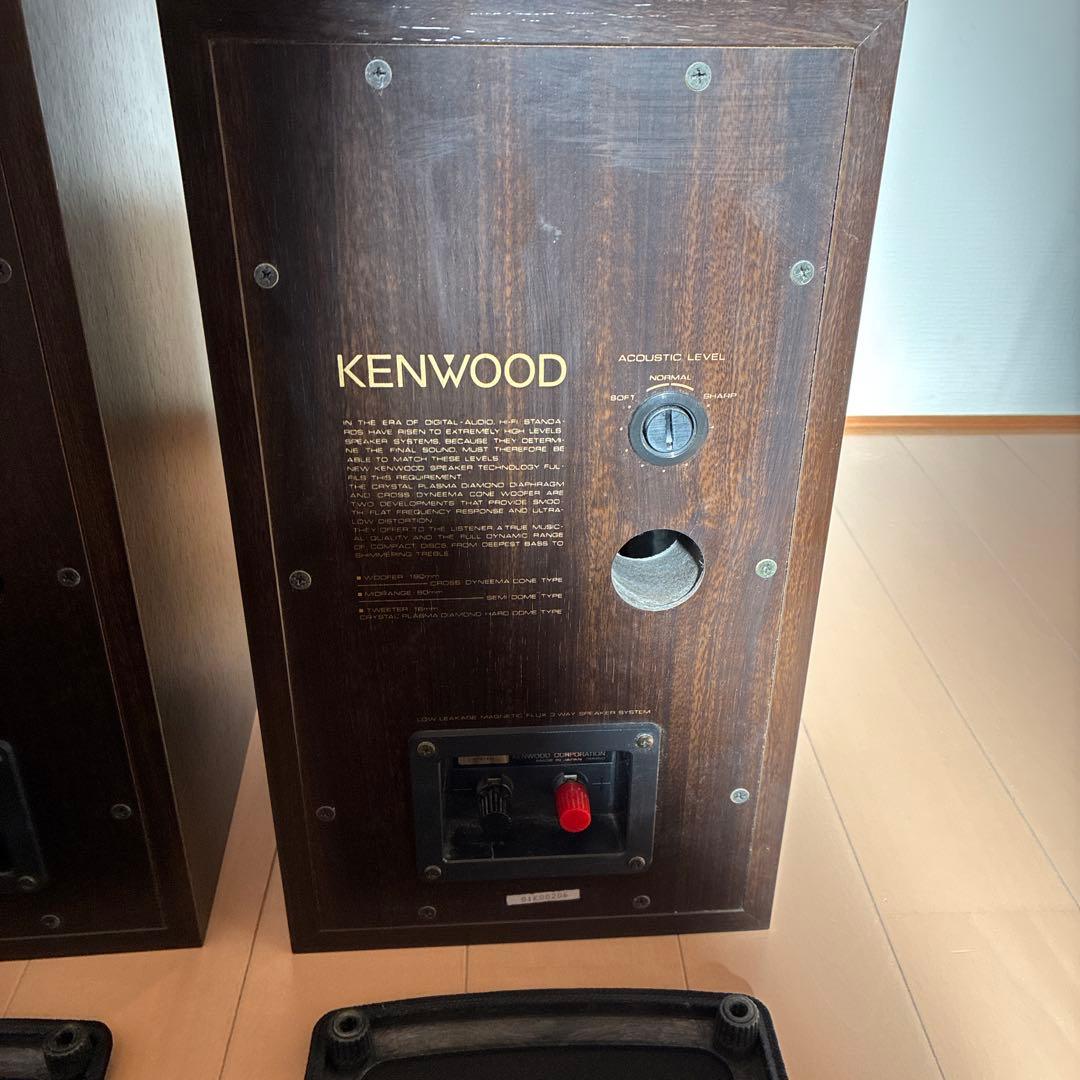 KENWOOD
ACOUSTIC LEVEL
NORMAL
SOFT SHARP
IN THE ERA OF DIGITAL-AUDIO, HI-FI STANDA-
RDS HAVE RISEN TO EXTREMELY HIGH LEVELS.
SPEAKER SYSTEMS, BECAUSE THEY DETERMI-
NE THE FINAL SOUND, MUST THEREFORE BE
ABLE TO MATCH THESE LEVELS.
NEW KENWOOD SPEAKER TECHNOLOGY FUL-
FILS THIS REQUIREMENT.
THE CRYSTAL PLASMA DIAMOND DIAPHRAGM
AND CROSS DYNEEMA CONE WOOFER ARE
TWO DEVELOPMENTS THAT PROVIDE SMOO-
TH, FLAT FREQUENCY RESPONSE AND ULTRA-
LOW DISTORTION.
THEY OFFER TO THE LISTENER A TRUE MUSIC-
AL QUALITY AND THE FULL DYNAMIC RANGE
OF COMPACT DISCS FROM DEEPEST BASS TO
SHIMMERING TREBLE.
■ WOOFER 180mm
CROSS DYNEEMA CONE TYPE
■ MIDRANGE 60mm
SEMI DOME TYPE
■ TWEETER 16mm
CRYSTAL PLASMA DIAMOND HARD DOME TYPE
LOW LEAKAGE MAGNETIC FLUX 3 WAY SPEAKER SYSTEM
KENWOOD CORPORATION
MADE IN JAPAN